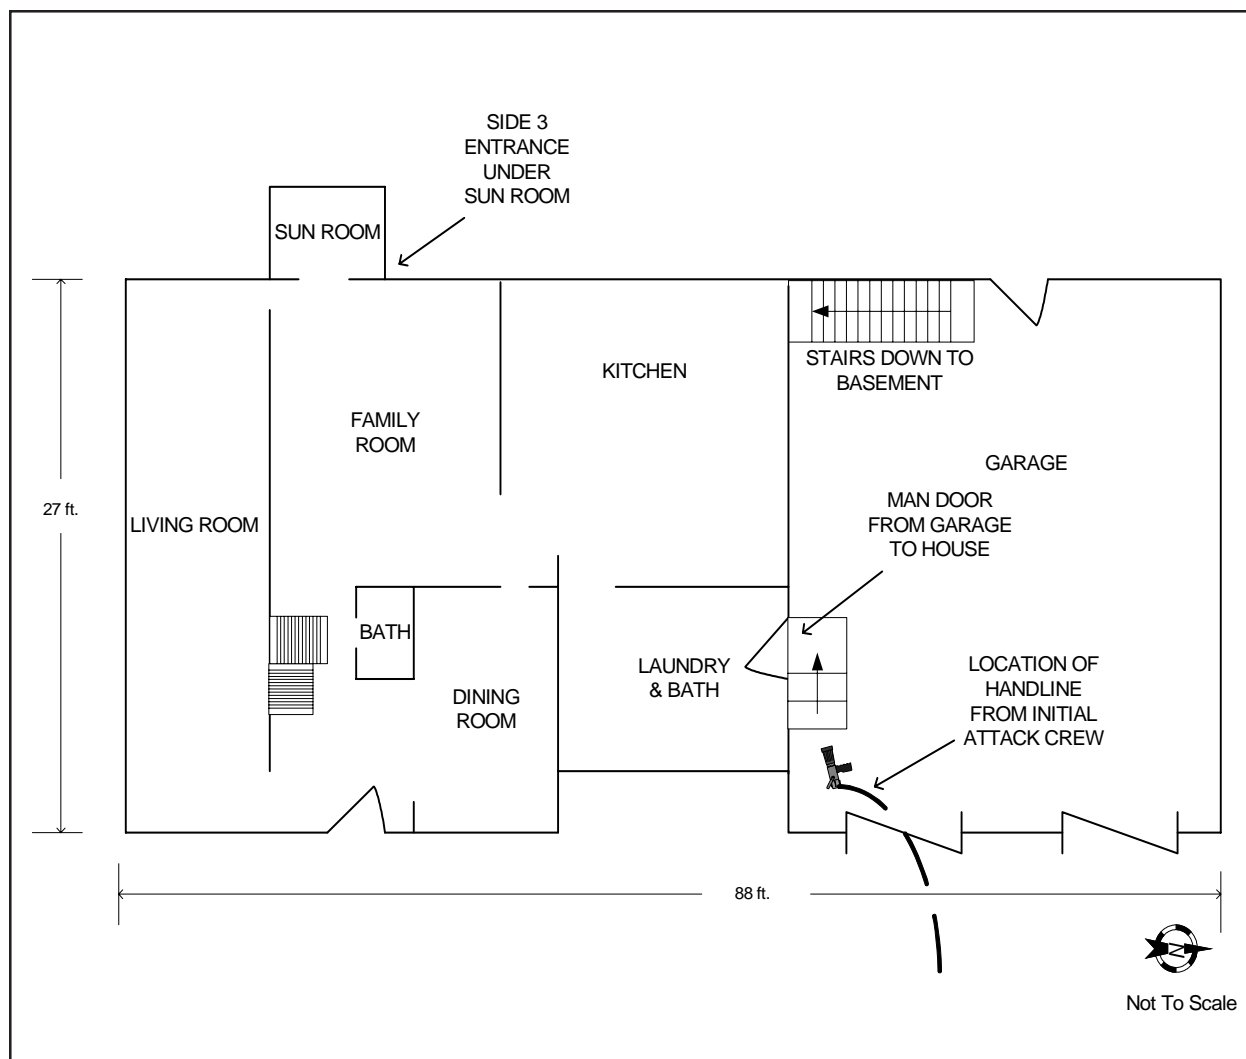 SIDE 3
ENTRANCE
UNDER
SUN ROOM
SUN ROOM
STAIRS DOWN TO
BASEMENT
KITCHEN
FAMILY
ROOM
GARAGE
27 ft.
LIVING ROOM
MAN DOOR
FROM GARAGE
TO HOUSE
BATH
LAUNDRY
& BATH
DINING
ROOM
LOCATION OF
HANDLINE
FROM INITIAL
ATTACK CREW
88 ft.
N
Not To Scale